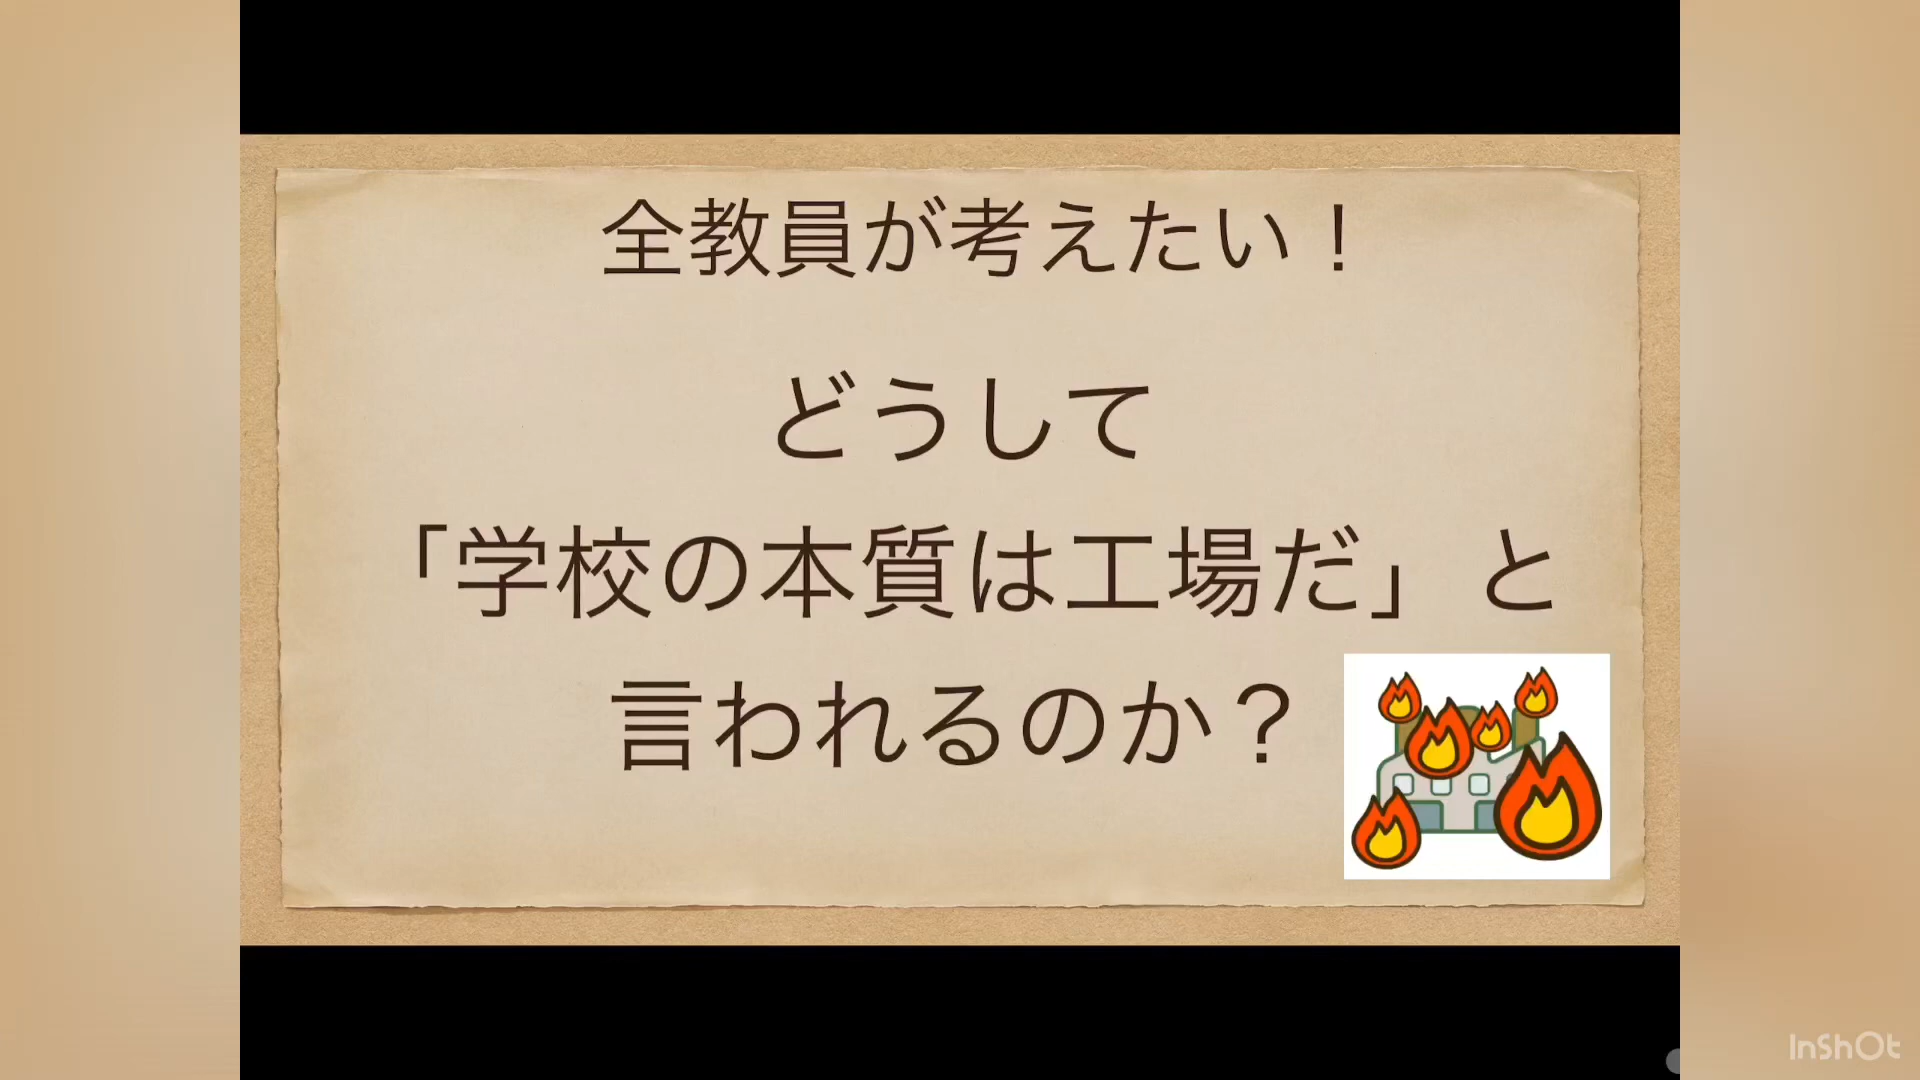 全教員が考えたい！
どうして
「学校の本質は工場だ」と
言われるのか？
InShOt